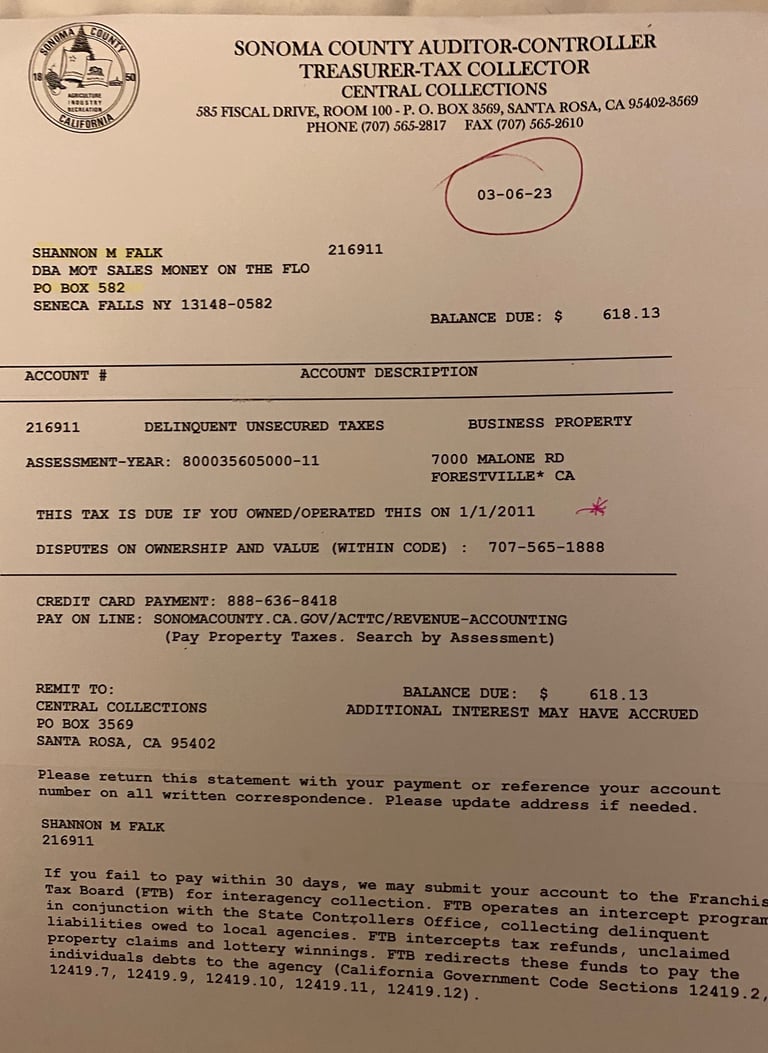 SONOMA COUNTY
18 50
AGRICULTURE
INDUSTRY
RECREATION
CALIFORNIA
SONOMA COUNTY AUDITOR-CONTROLLER
TREASURER-TAX COLLECTOR
CENTRAL COLLECTIONS
585 FISCAL DRIVE, ROOM 100 - P. O. BOX 3569, SANTA ROSA, CA 95402-3569
PHONE (707) 565-2817 FAX (707) 565-2610
03-06-23
SHANNON M FALK 216911
DBA MOT SALES MONEY ON THE FLO
PO BOX 582
SENECA FALLS NY 13148-0582
BALANCE DUE: $ 618.13
ACCOUNT # ACCOUNT DESCRIPTION
216911 DELINQUENT UNSECURED TAXES BUSINESS PROPERTY
ASSESSMENT-YEAR: 800035605000-11 7000 MALONE RD
FORESTVILLE* CA
THIS TAX IS DUE IF YOU OWNED/OPERATED THIS ON 1/1/2011 *
DISPUTES ON OWNERSHIP AND VALUE (WITHIN CODE) : 707-565-1888
CREDIT CARD PAYMENT: 888-636-8418
PAY ON LINE: SONOMACOUNTY.CA.GOV/ACTTC/REVENUE-ACCOUNTING
(Pay Property Taxes. Search by Assessment)
REMIT TO: BALANCE DUE: $ 618.13
CENTRAL COLLECTIONS ADDITIONAL INTEREST MAY HAVE ACCRUED
PO BOX 3569
SANTA ROSA, CA 95402
Please return this statement with your payment or reference your account
number on all written correspondence. Please update address if needed.
SHANNON M FALK
216911
If you fail to pay within 30 days, we may submit your account to the Franchis
Tax Board (FTB) for interagency collection. FTB operates an intercept program
in conjunction with the State Controllers Office, collecting delinquent
liabilities owed to local agencies. FTB intercepts tax refunds, unclaimed
property claims and lottery winnings. FTB redirects these funds to pay the
individuals debts to the agency (California Government Code Sections 12419.2,
12419.7, 12419.9, 12419.10, 12419.11, 12419.12).